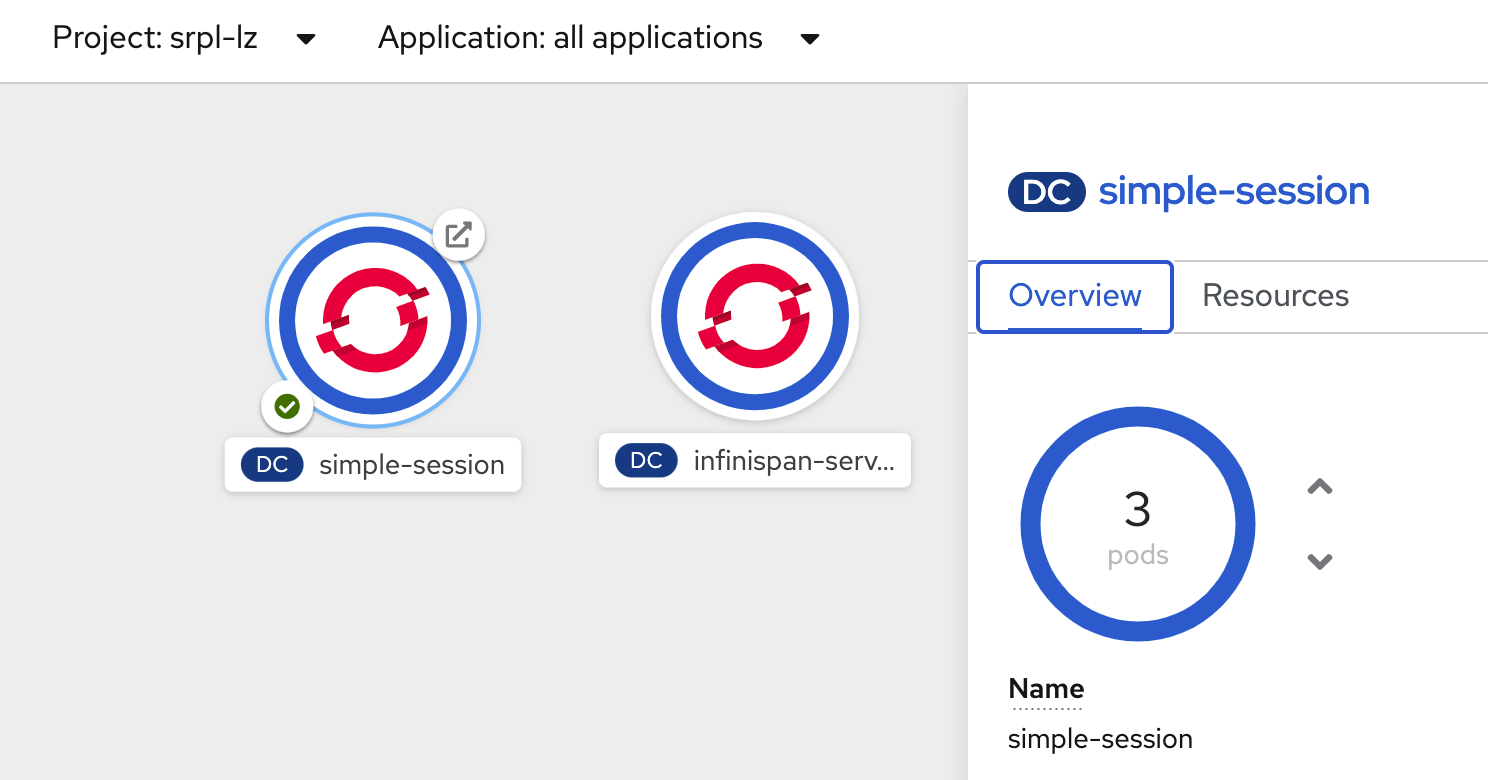 Project: srpl-lz Application: all applications
DC simple-session
Overview Resources
3
pods
DC simple-session
DC infinispan-serv...
Name
simple-session